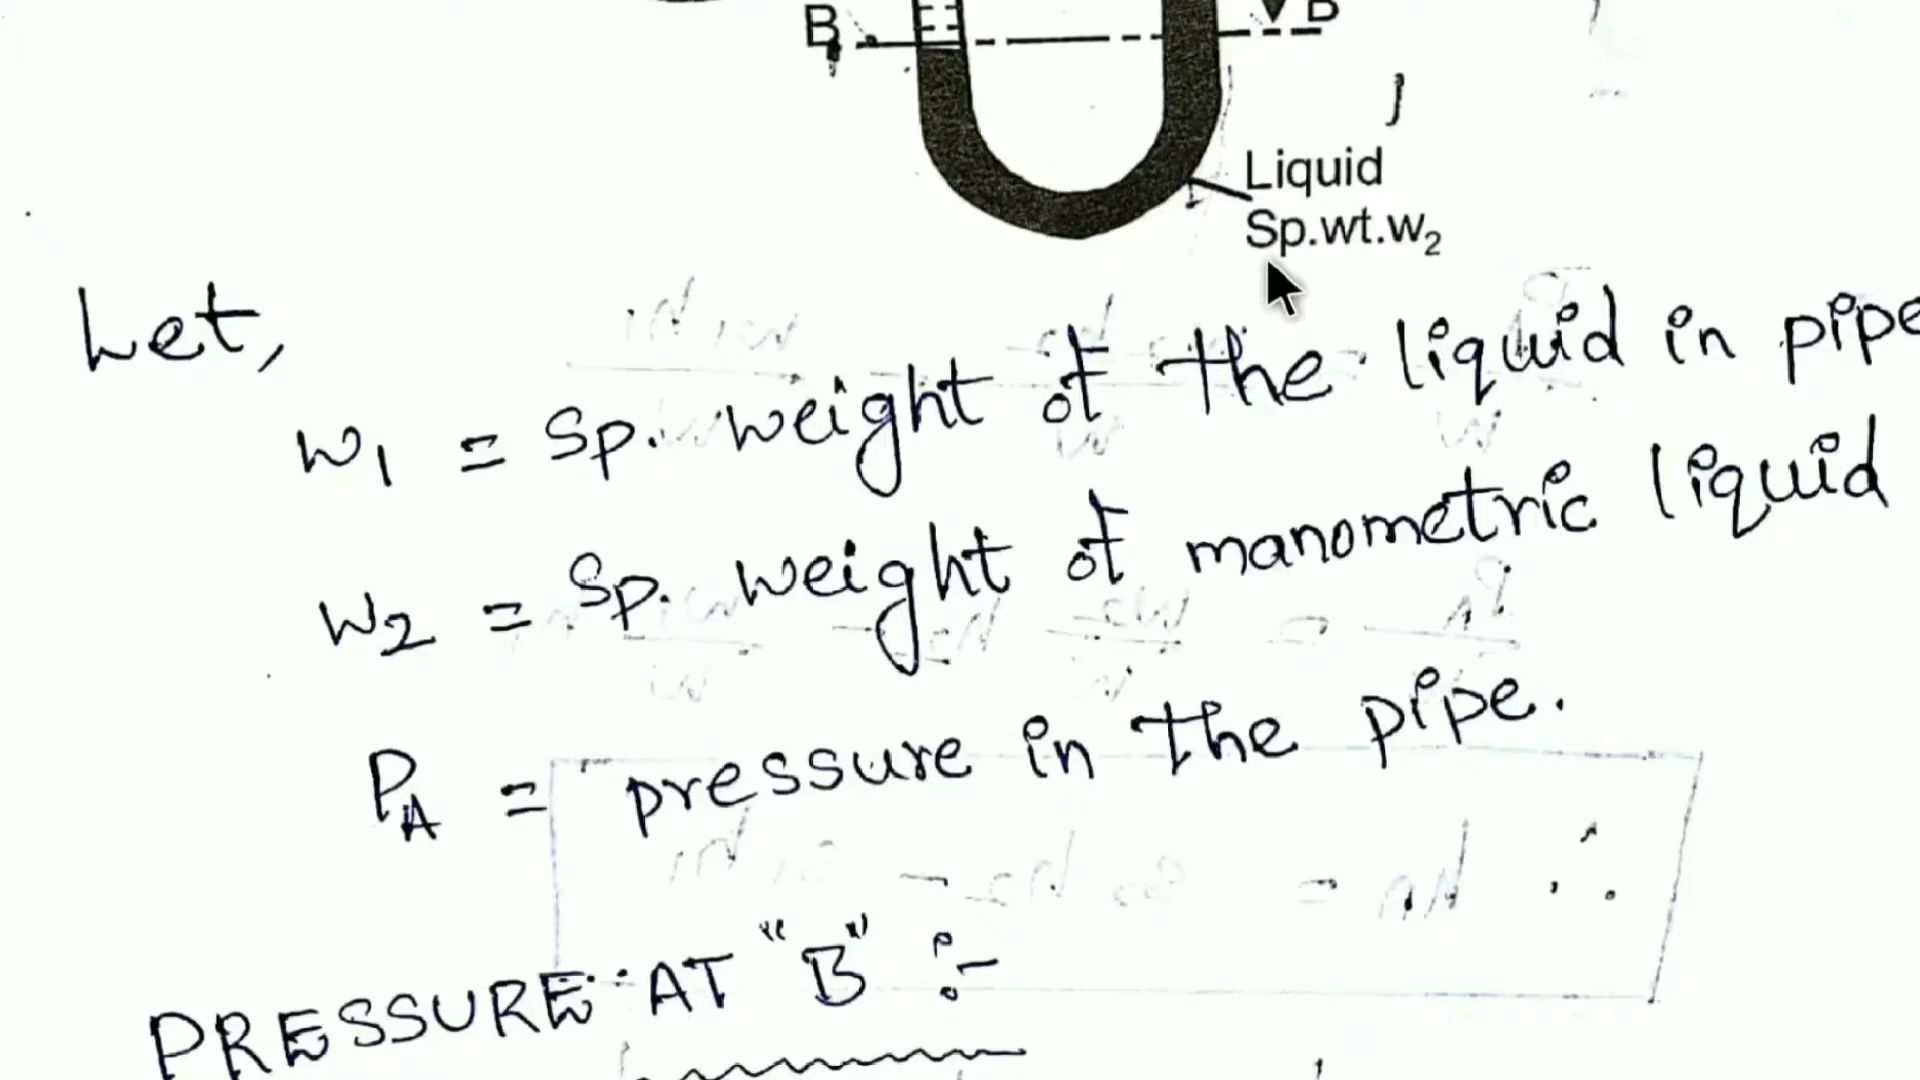 B B
Liquid
Sp.wt.w₂
Let,
w₁ = Sp. weight of the liquid in pipe
w₂ = Sp. weight of manometric liquid
P_A = pressure in the pipe.
PRESSURE AT "B" :-